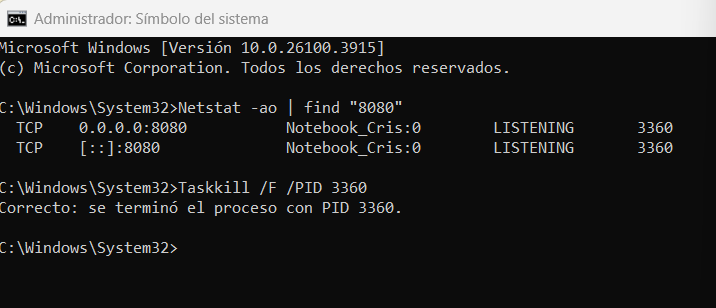 Administrador: Símbolo del sistema
Microsoft Windows [Versión 10.0.26100.3915]
(c) Microsoft Corporation. Todos los derechos reservados.
C:\Windows\System32>Netstat -ao | find "8080"
TCP    0.0.0.0:8080           Notebook_Cris:0        LISTENING       3360
TCP    [::]:8080              Notebook_Cris:0        LISTENING       3360
C:\Windows\System32>Taskkill /F /PID 3360
Correcto: se terminó el proceso con PID 3360.
C:\Windows\System32>